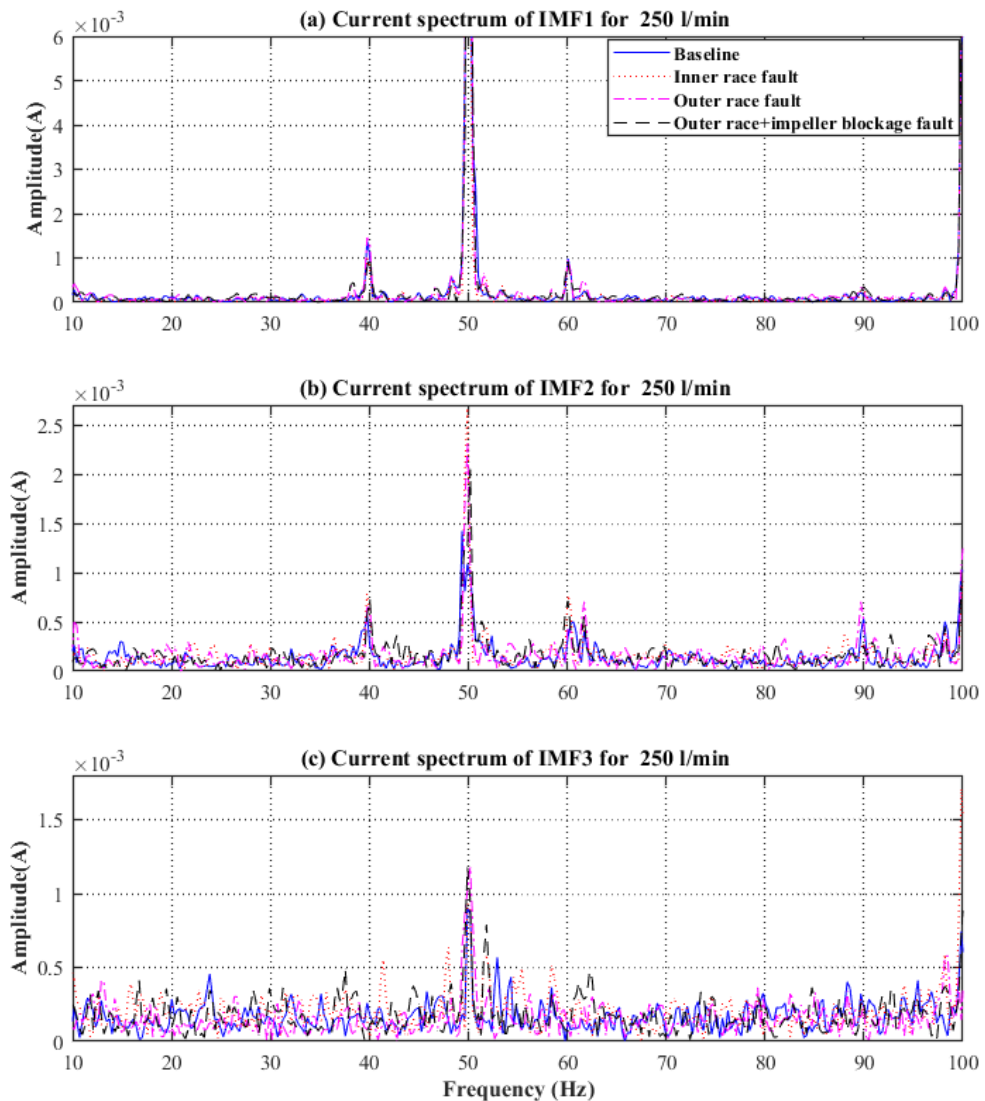 (a) Current spectrum of IMF1 for 250 l/min
×10⁻³
6
5
4
3
2
1
0
Amplitude(A)
Baseline
Inner race fault
Outer race fault
Outer race+impeller blockage fault
10 20 30 40 50 60 70 80 90 100
(b) Current spectrum of IMF2 for 250 l/min
×10⁻³
2.5
2
1.5
1
0.5
0
Amplitude(A)
10 20 30 40 50 60 70 80 90 100
(c) Current spectrum of IMF3 for 250 l/min
×10⁻³
1.5
1
0.5
0
Amplitude(A)
10 20 30 40 50 60 70 80 90 100
Frequency (Hz)